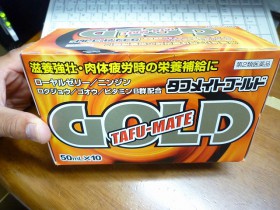 滋養強壮・肉体疲労時の栄養補給に
第2類医薬品
ローヤルゼリー/ニンジン
ロクジョウ/ゴオウ/ビタミンB群配合
タフメイトゴールド
GOLD
TAFU-MATE
50mL×10